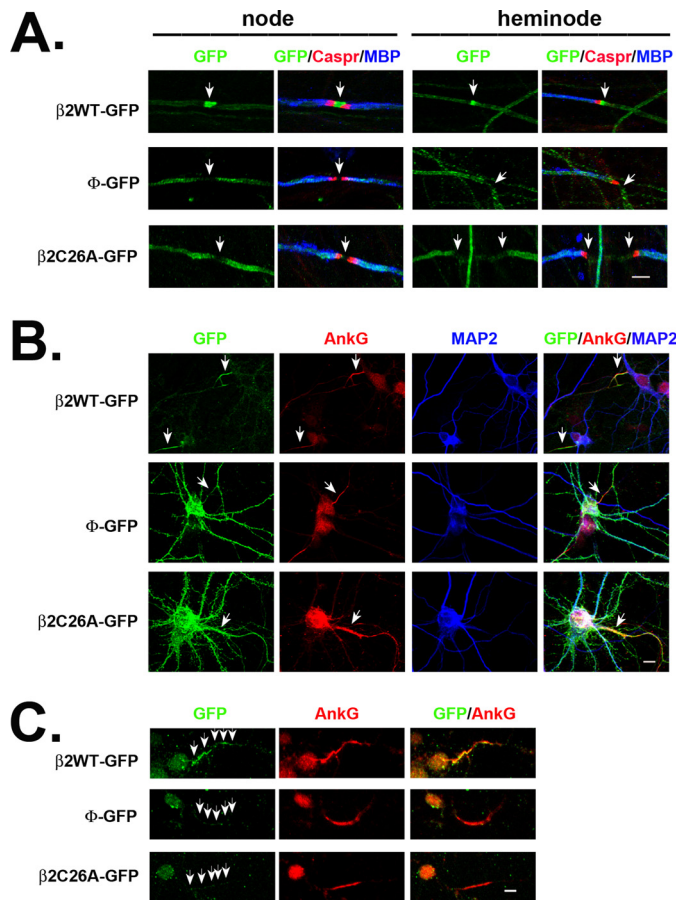 A.
node heminode
GFP GFP/Caspr/MBP GFP GFP/Caspr/MBP
β2WT-GFP
Φ-GFP
β2C26A-GFP
B.
GFP AnkG MAP2 GFP/AnkG/MAP2
β2WT-GFP
Φ-GFP
β2C26A-GFP
C.
GFP AnkG GFP/AnkG
β2WT-GFP
Φ-GFP
β2C26A-GFP